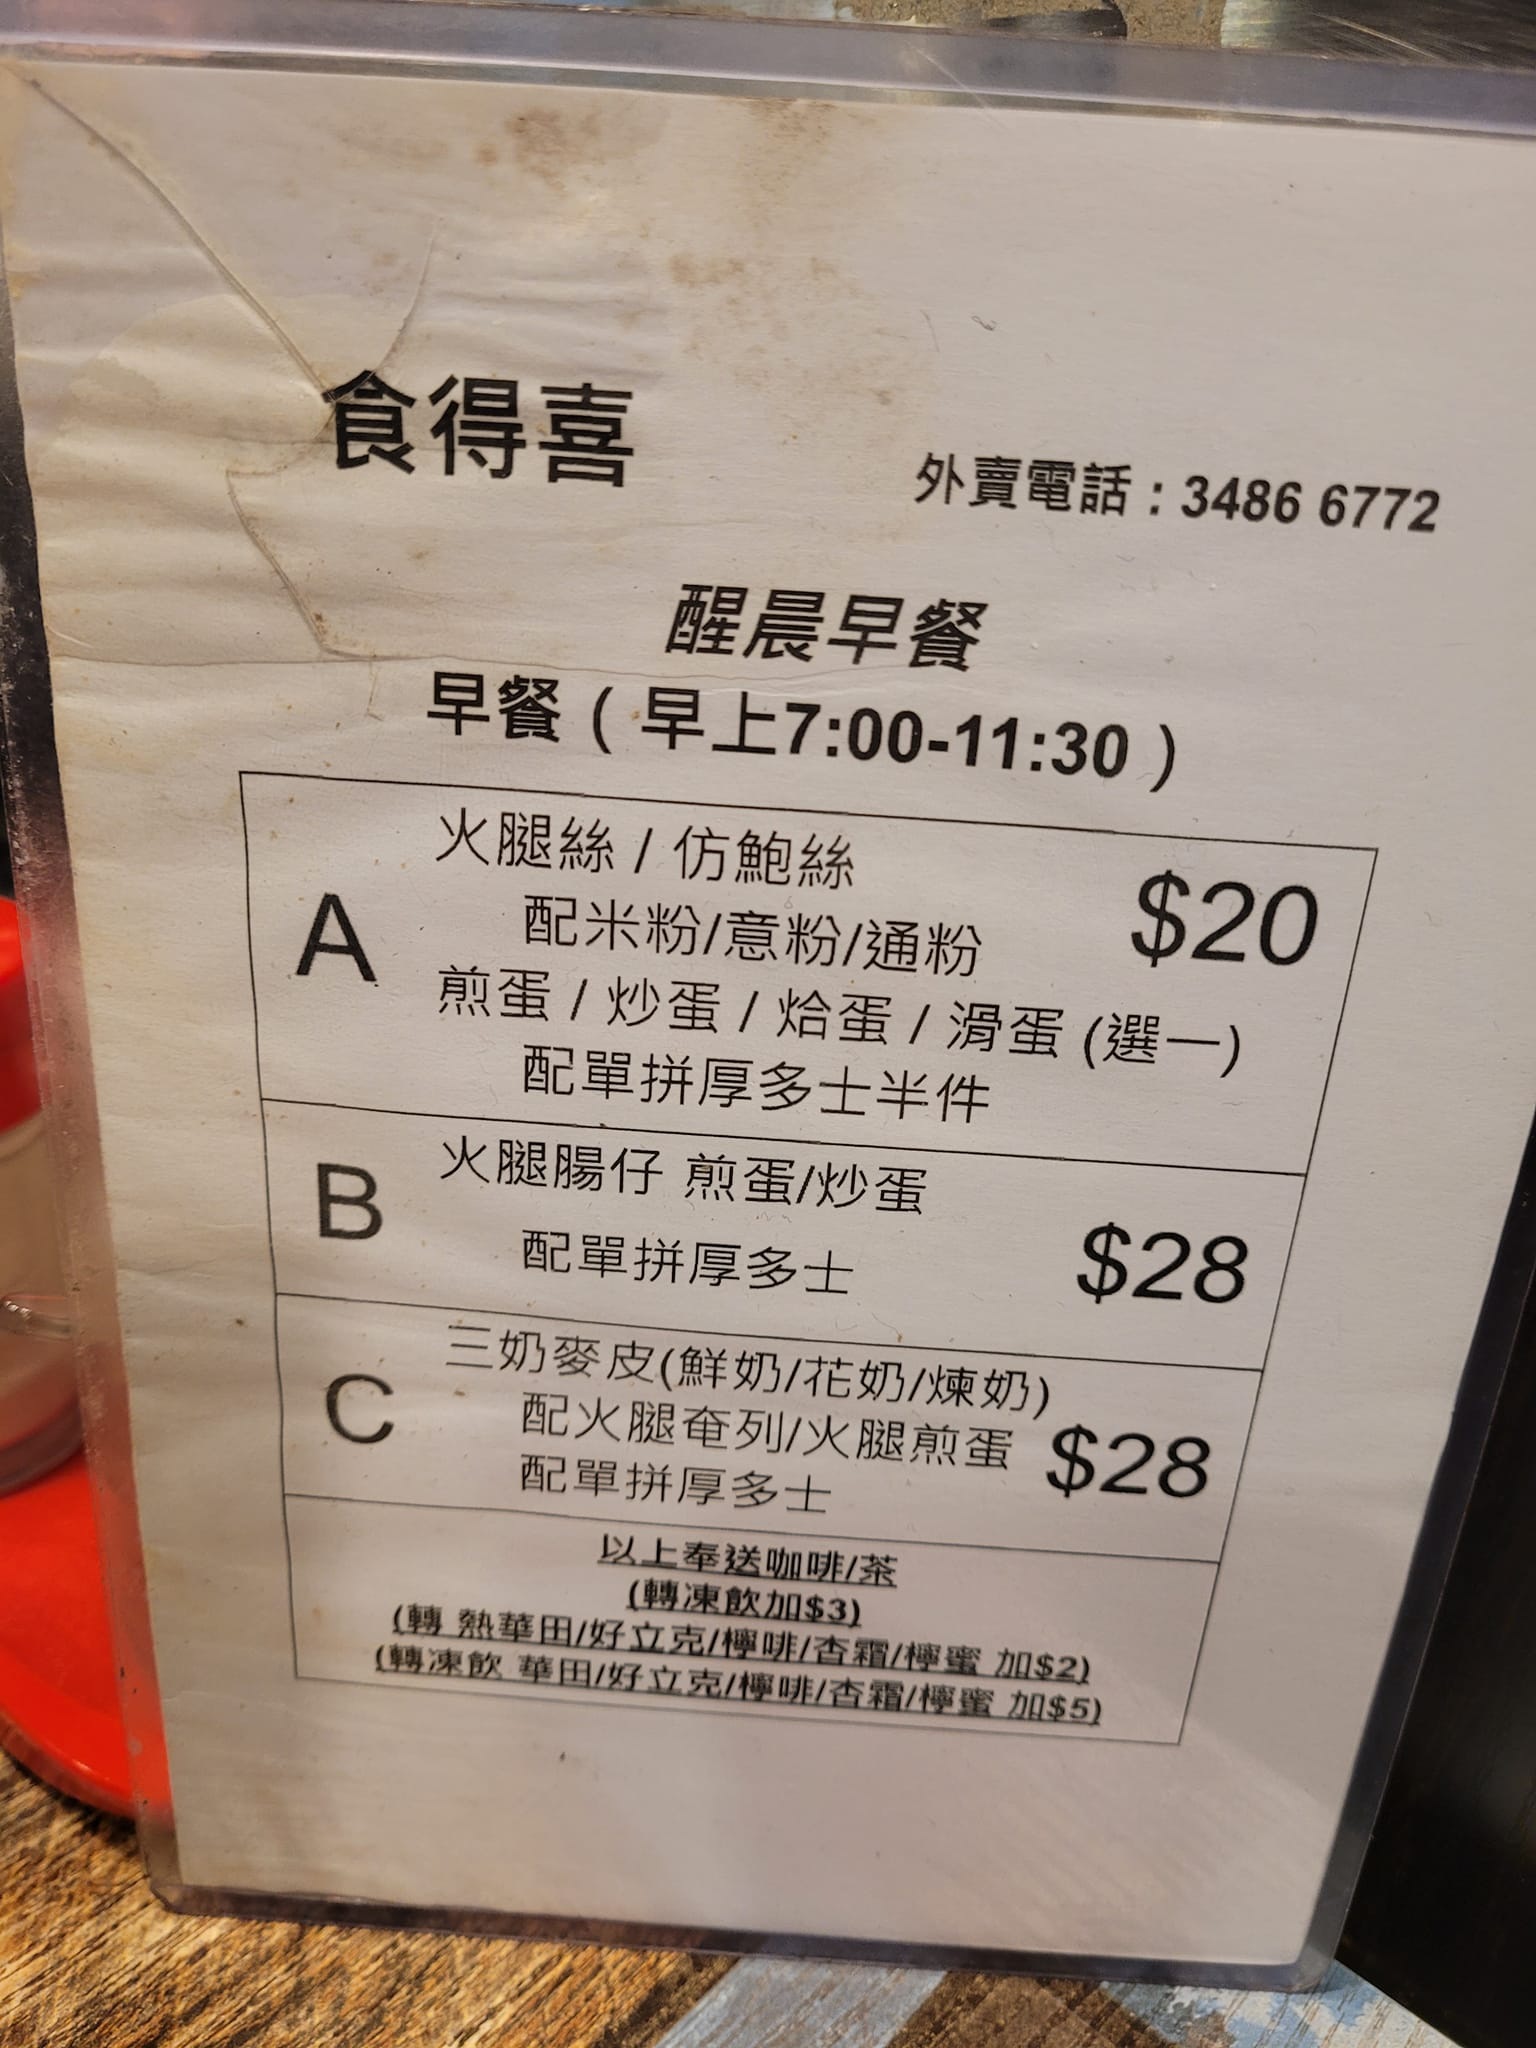 食得喜
外賣電話：3486 6772
醒晨早餐
早餐（早上7:00-11:30）
A
火腿絲 / 仿鮑絲
配米粉/意粉/通粉
$20
煎蛋 / 炒蛋 / 烚蛋 / 滑蛋 (選一)
配單拼厚多士半件
B
火腿腸仔 煎蛋/炒蛋
配單拼厚多士
$28
C
三奶麥皮(鮮奶/花奶/煉奶)
配火腿奄列/火腿煎蛋
$28
配單拼厚多士
以上奉送咖啡/茶
(轉凍飲加$3)
(轉 熱華田/好立克/檸啡/杏霜/檸蜜 加$2)
(轉凍飲 華田/好立克/檸啡/杏霜/檸蜜 加$5)